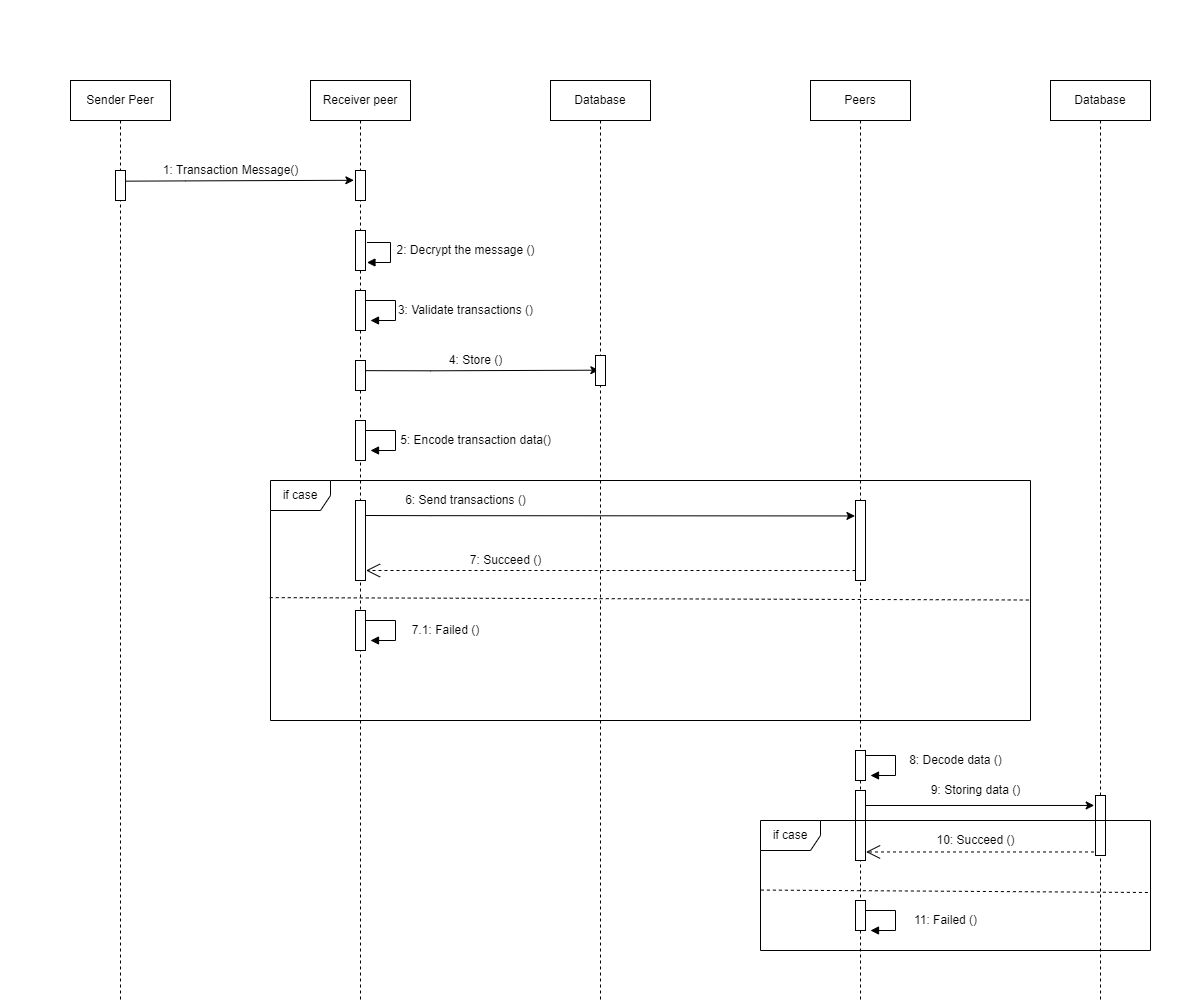 Sender Peer
Receiver peer
Database
Peers
Database
1: Transaction Message()
2: Decrypt the message ()
3: Validate transactions ()
4: Store ()
5: Encode transaction data()
if case
6: Send transactions ()
7: Succeed ()
7.1: Failed ()
8: Decode data ()
9: Storing data ()
if case
10: Succeed ()
11: Failed ()